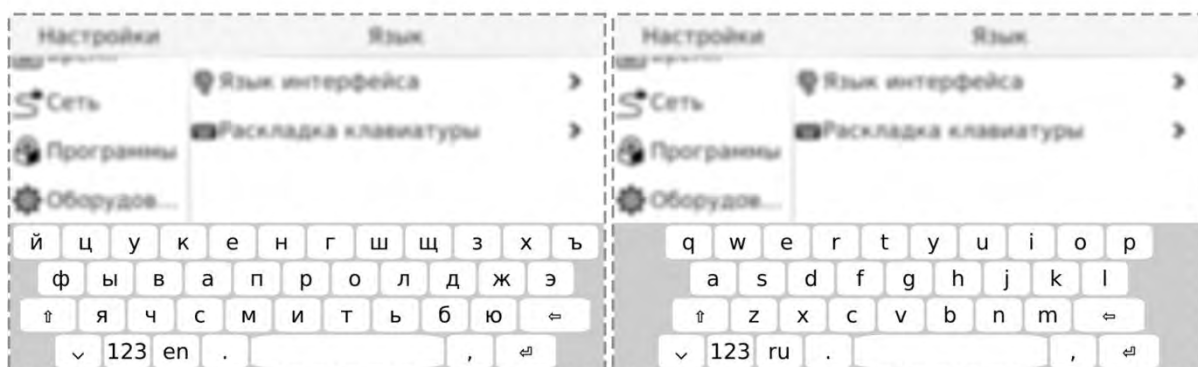 Настройки Язык
Сеть
Программы
Оборудов...
Язык интерфейса
Раскладка клавиатуры
й ц у к е н г ш щ з х ъ
ф ы в а п р о л д ж э
⇧ я ч с м и т ь б ю ⇦
⌵ 123 en . , ⏎
Настройки Язык
Сеть
Программы
Оборудов...
Язык интерфейса
Раскладка клавиатуры
q w e r t y u i o p
a s d f g h j k l
⇧ z x c v b n m ⇦
⌵ 123 ru . , ⏎